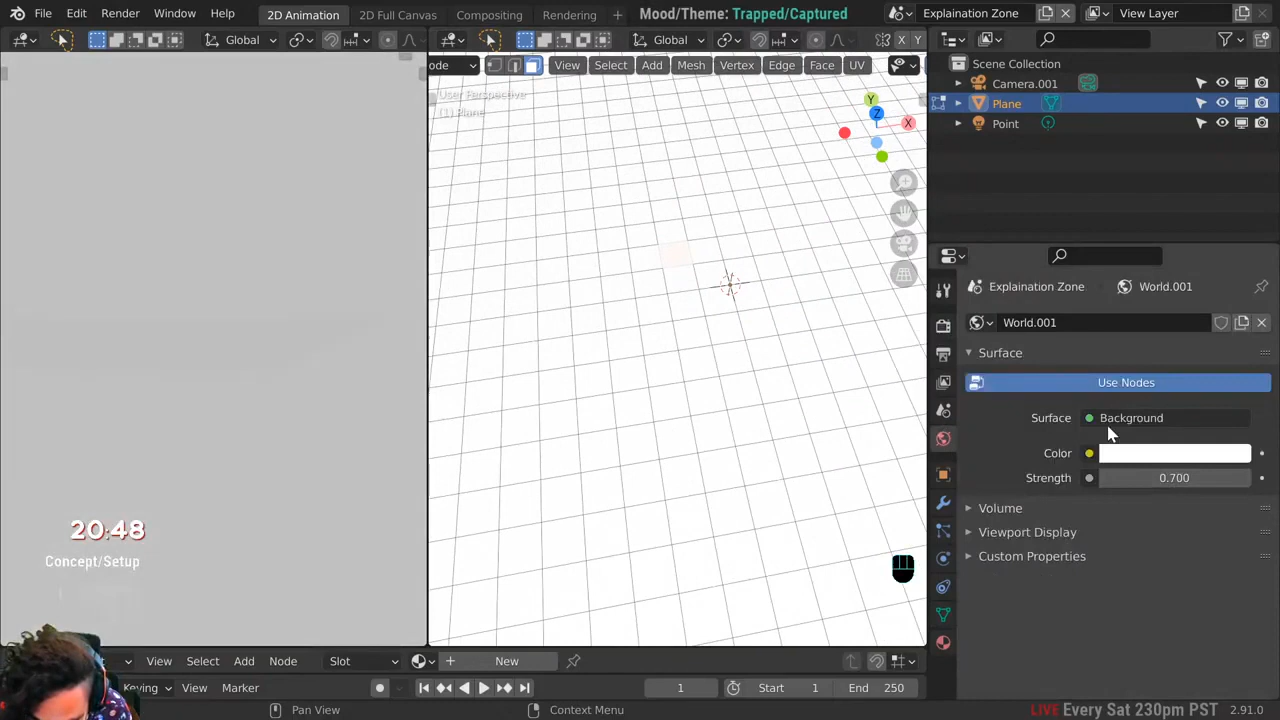 File Edit Render Window Help 2D Animation 2D Full Canvas Compositing Rendering + Mood/Theme: Trapped/Captured Explaination Zone View Layer
Global Global X Y
ode View Select Add Mesh Vertex Edge Face UV
User Perspective
(1) Plane
Y
Z
X
Scene Collection
Camera.001
Plane
Point
Explaination Zone World.001
World.001
Surface
Use Nodes
Surface Background
Color
Strength 0.700
Volume
Viewport Display
Custom Properties
20:48
Concept/Setup
View Select Add Node Slot + New
Keying View Marker 1 Start 1 End 250
Pan View Context Menu LIVE Every Sat 230pm PST 2.91.0